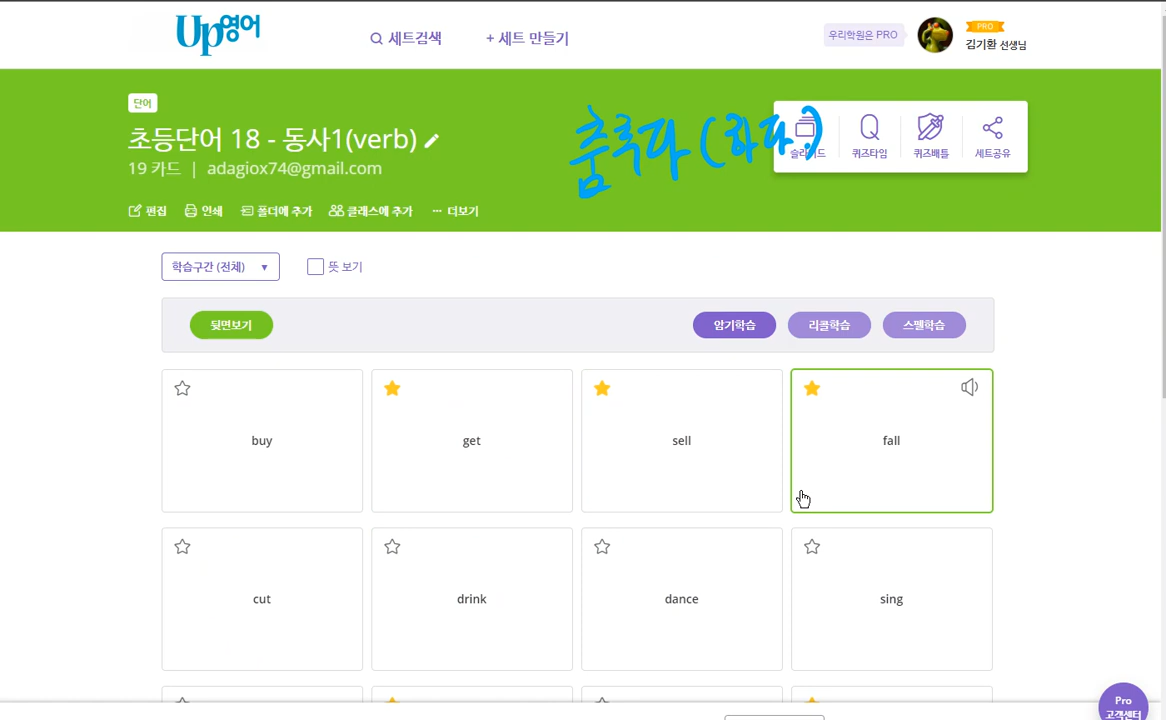 Up영어
세트검색
+ 세트 만들기
우리학원은 PRO
PRO
김기환 선생님
단어
초등단어 18 - 동사1(verb)
19 카드 | adagiox74@gmail.com
편집
인쇄
폴더에 추가
클래스에 추가
··· 더보기
(하다)
슬라이드
퀴즈타임
퀴즈배틀
세트공유
학습구간 (전체) ▼
뜻 보기
뒷면보기
암기학습
리콜학습
스펠학습
buy
get
sell
fall
cut
drink
dance
sing
Pro
고객센터